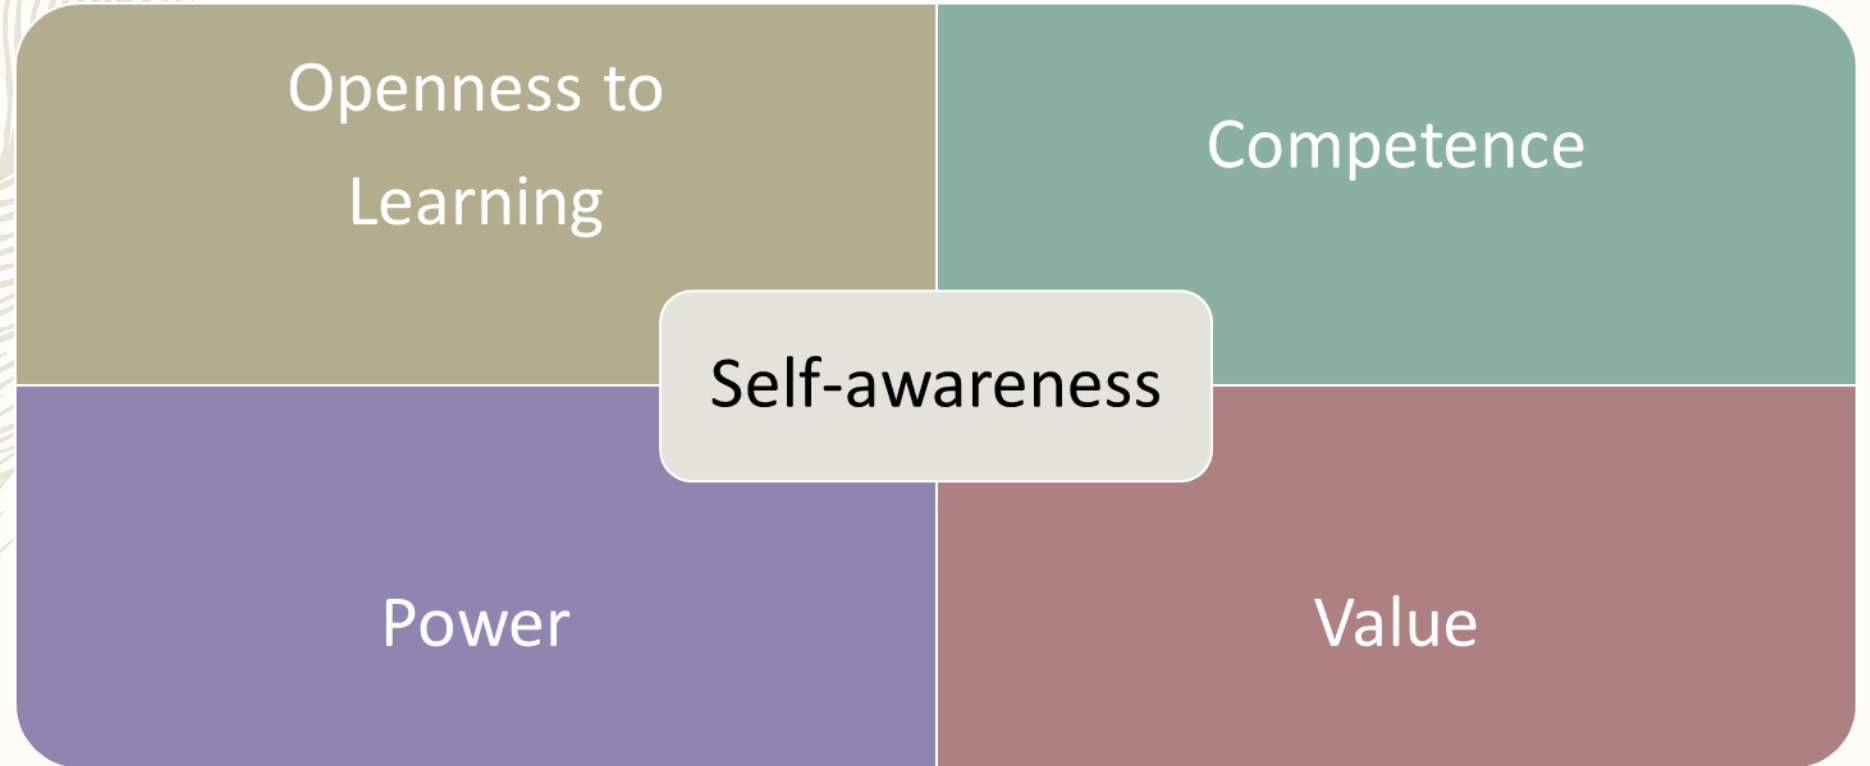 Openness to
Learning
Competence
Self-awareness
Power
Value